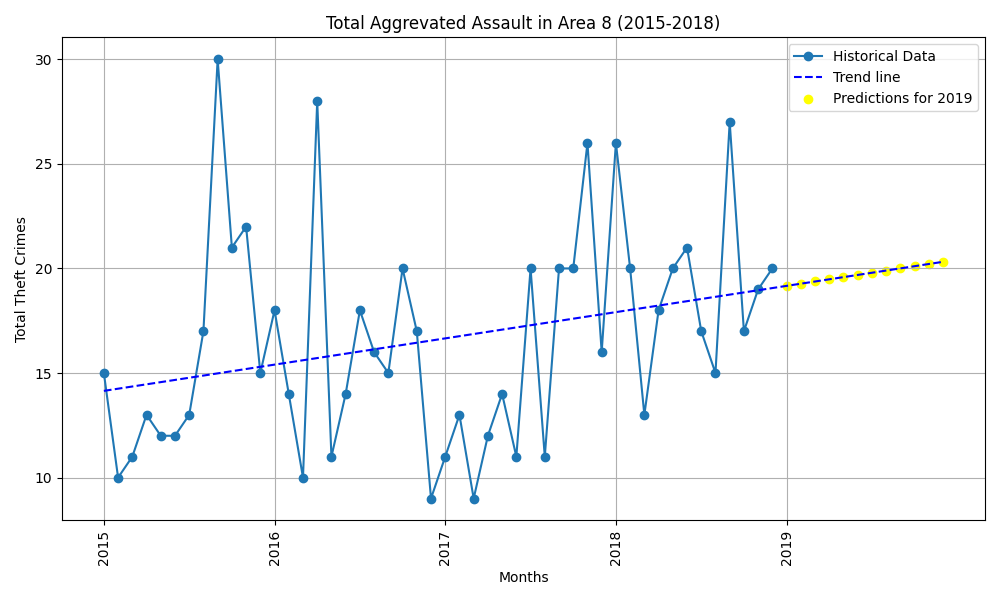 Total Aggrevated Assault in Area 8 (2015-2018)
Historical Data
Trend line
Predictions for 2019
Total Theft Crimes
30
25
20
15
10
2015
2016
2017
2018
2019
Months